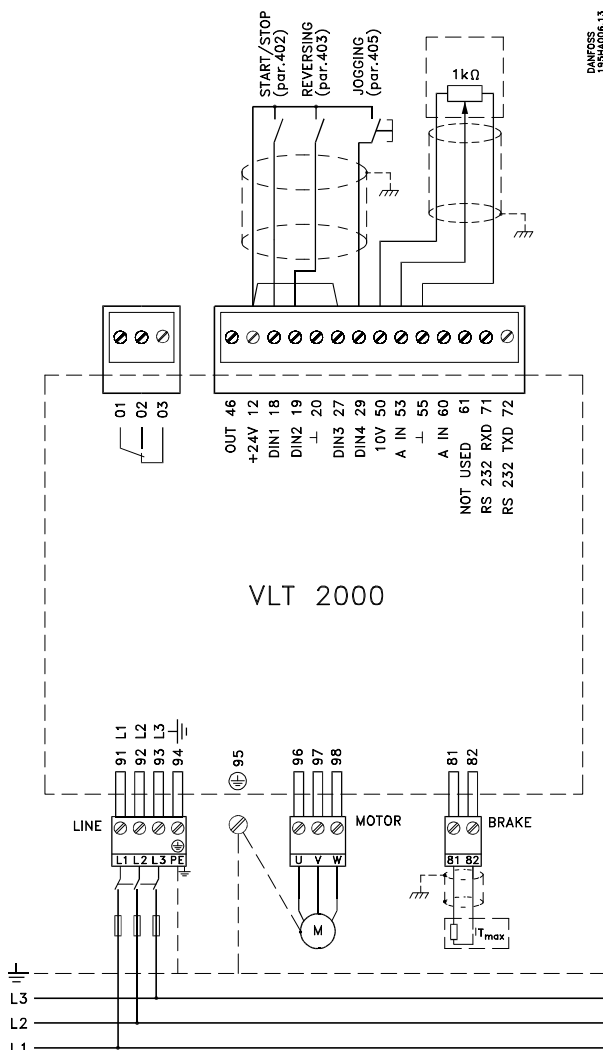 DANFOSS
195HA006.13
START/STOP
(par.402)
REVERSING
(par.403)
JOGGING
(par.405)
1kΩ
01
02
03
OUT 46
+24V 12
DIN1 18
DIN2 19
⊥ 20
DIN3 27
DIN4 29
10V 50
A IN 53
⊥ 55
A IN 60
NOT USED 61
RS 232 RXD 71
RS 232 TXD 72
VLT 2000
91 L1
92 L2
93 L3
94
95
96
97
98
81
82
LINE
MOTOR
BRAKE
L1 L2 L3 PE
U V W
81 82
M
Tmax
L3
L2
L1